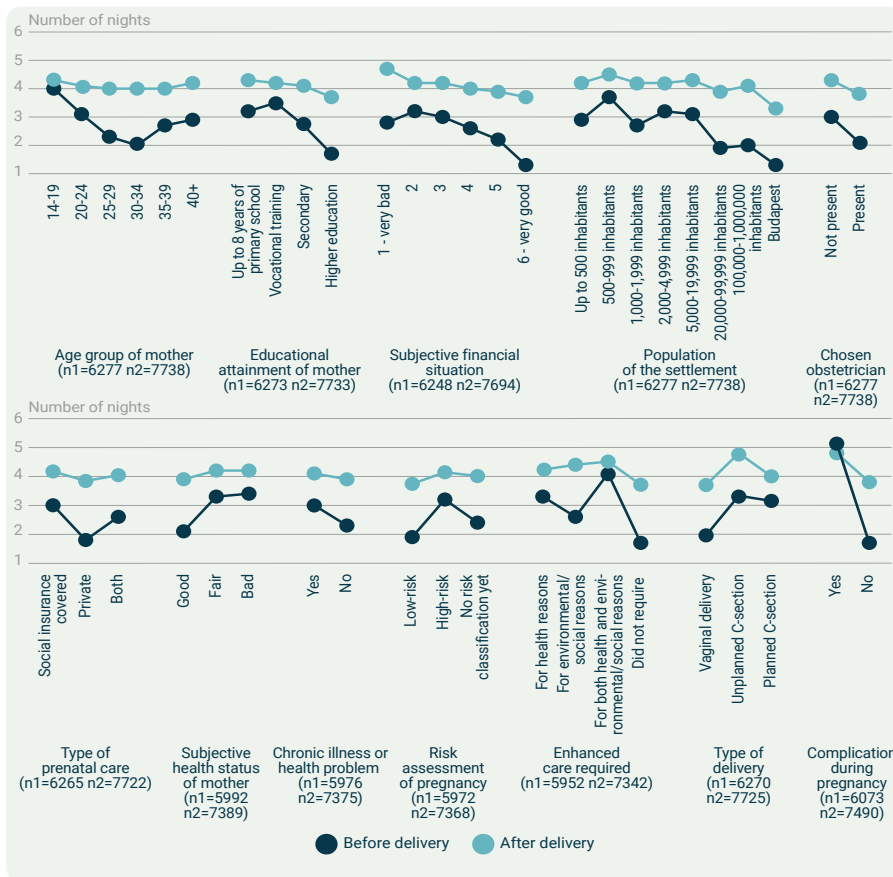 Number of nights
6
5
4
3
2
1
14-19
20-24
25-29
30-34
35-39
40+
Up to 8 years of
primary school
Vocational training
Secondary
Higher education
1 - very bad
2
3
4
5
6 - very good
Up to 500 inhabitants
500-999 inhabitants
1,000-1,999 inhabitants
2,000-4,999 inhabitants
5,000-19,999 inhabitants
20,000-99,999 inhabitants
100,000-1,000,000
inhabitants
Budapest
Not present
Present
Age group of mother
(n1=6277 n2=7738)
Educational
attainment of mother
(n1=6273 n2=7733)
Subjective financial
situation
(n1=6248 n2=7694)
Population
of the settlement
(n1=6277 n2=7738)
Chosen
obstetrician
(n1=6277
n2=7738)
Number of nights
6
5
4
3
2
1
Social insurance
covered
Private
Both
Good
Fair
Bad
Yes
No
Low-risk
High-risk
No risk
classification yet
For health reasons
For environmental/
social reasons
For both health and envi-
ronmental/social reasons
Did not require
Vaginal delivery
Unplanned C-section
Planned C-section
Yes
No
Type of
prenatal care
(n1=6265 n2=7722)
Subjective
health status
of mother
(n1=5992
n2=7389)
Chronic illness or
health problem
(n1=5976
n2=7375)
Risk
assessment
of pregnancy
(n1=5972
n2=7368)
Enhanced
care required
(n1=5952 n2=7342)
Type of
delivery
(n1=6270
n2=7725)
Complication
during
pregnancy
(n1=6073
n2=7490)
Before delivery
After delivery